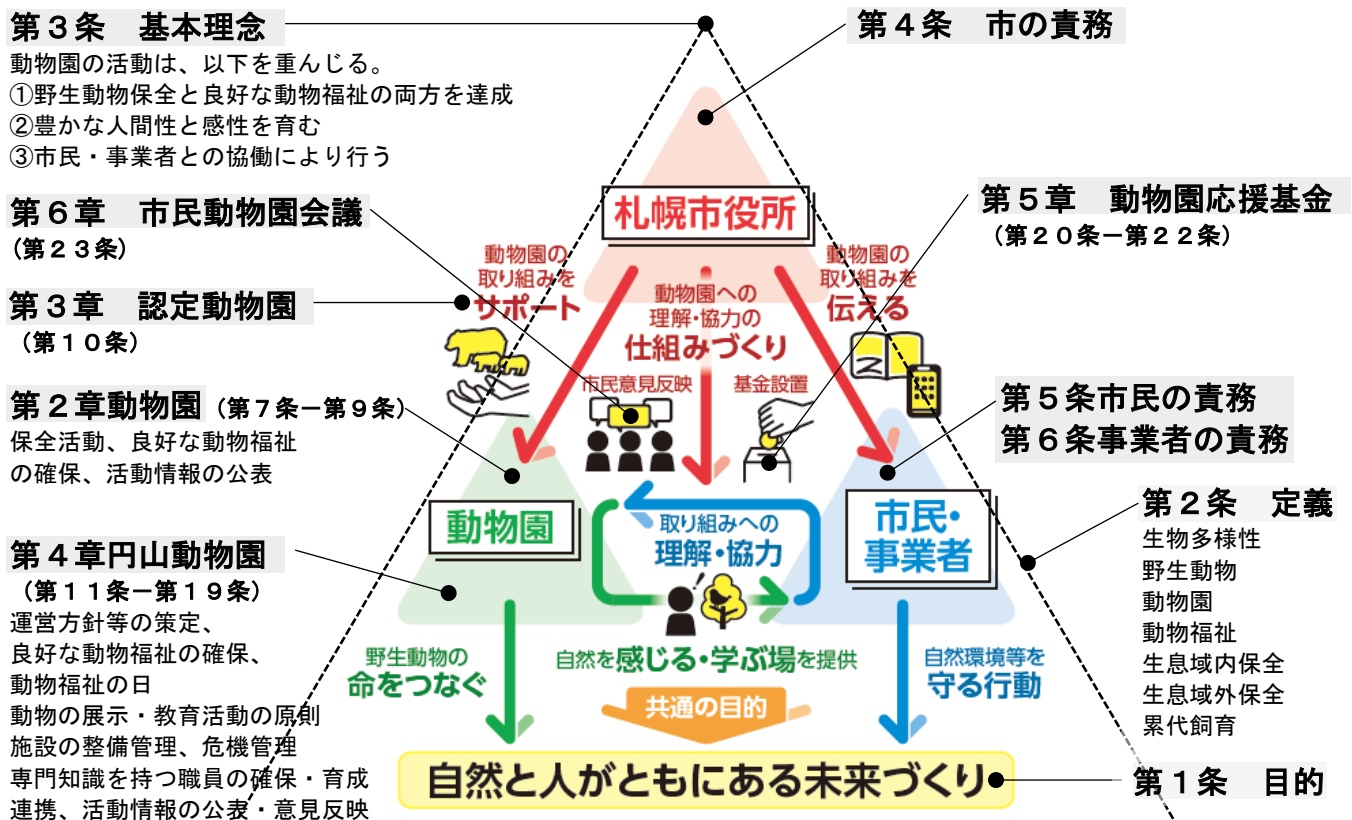 第３条　基本理念
動物園の活動は、以下を重んじる。
①野生動物保全と良好な動物福祉の両方を達成
②豊かな人間性と感性を育む
③市民・事業者との協働により行う
第４条　市の責務
第６章　市民動物園会議
（第２３条）
第３章　認定動物園
（第１０条）
第２章動物園（第７条－第９条）
保全活動、良好な動物福祉
の確保、活動情報の公表
第４章円山動物園
（第１１条－第１９条）
運営方針等の策定、
良好な動物福祉の確保、
動物福祉の日
動物の展示・教育活動の原則
施設の整備管理、危機管理
専門知識を持つ職員の確保・育成
連携、活動情報の公表・意見反映
札幌市役所
動物園の
取り組みを
サポート
動物園への
理解・協力の
仕組みづくり
動物園の
取り組みを
伝える
市民意見反映
基金設置
動物園
取り組みへの
理解・協力
市民・
事業者
野生動物の
命をつなぐ
自然を感じる・学ぶ場を提供
自然環境等を
守る行動
共通の目的
自然と人がともにある未来づくり
第５章　動物園応援基金
（第２０条－第２２条）
第５条市民の責務
第６条事業者の責務
第２条　定義
生物多様性
野生動物
動物園
動物福祉
生息域内保全
生息域外保全
累代飼育
第１条　目的